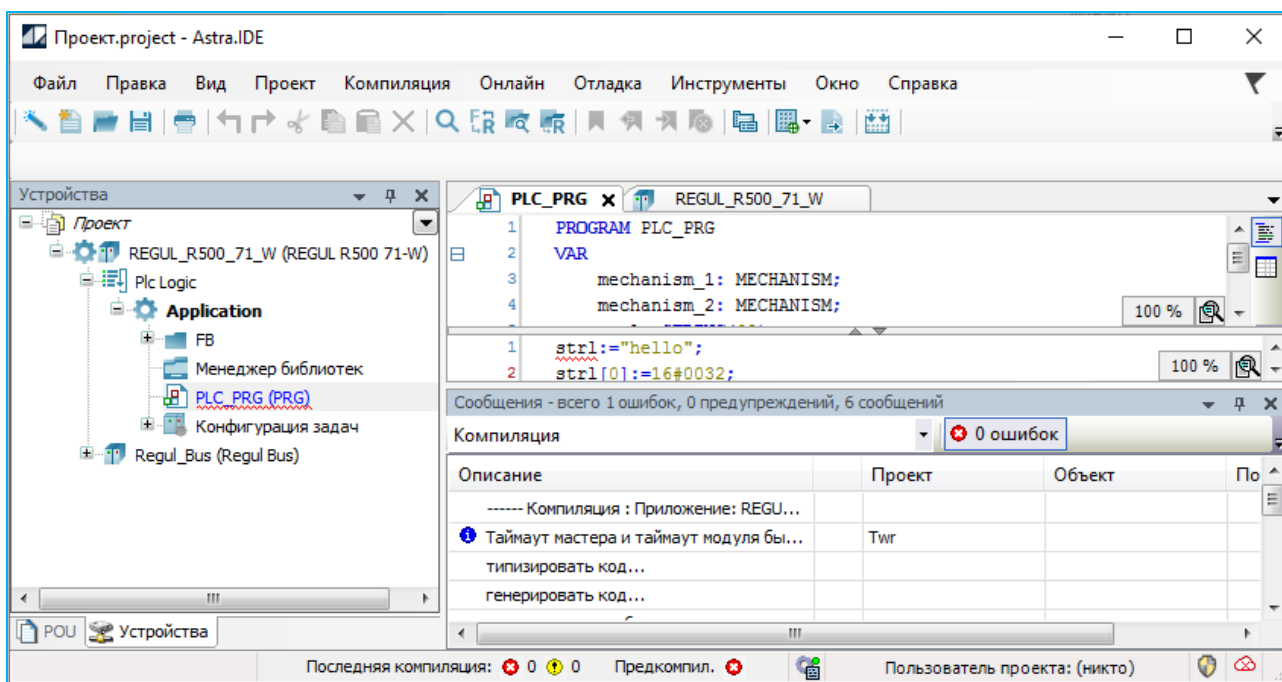 Проект.project - Astra.IDE
Файл Правка Вид Проект Компиляция Онлайн Отладка Инструменты Окно Справка
Устройства
Проект
REGUL_R500_71_W (REGUL R500 71-W)
Plc Logic
Application
FB
Менеджер библиотек
PLC_PRG (PRG)
Конфигурация задач
Regul_Bus (Regul Bus)
POU Устройства
PLC_PRG REGUL_R500_71_W
1 PROGRAM PLC_PRG
2 VAR
3 mechanism_1: MECHANISM;
4 mechanism_2: MECHANISM;
100 %
1 str1:="hello";
2 str1[0]:=16#0032;
100 %
Сообщения - всего 1 ошибок, 0 предупреждений, 6 сообщений
Компиляция 0 ошибок
Описание Проект Объект По
------ Компиляция : Приложение: REGU...
Таймаут мастера и таймаут модуля бы... Twr
типизировать код...
генерировать код...
Последняя компиляция: 0 0 Предкомпил. Пользователь проекта: (никто)